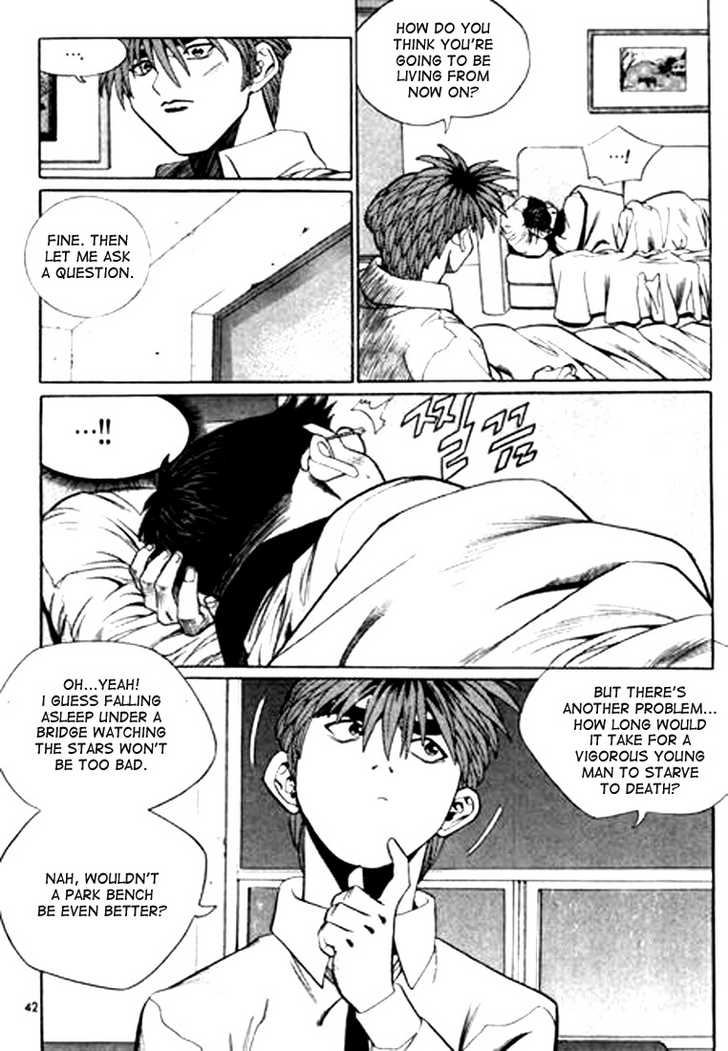 ...
FINE. THEN
LET ME ASK
A QUESTION.
HOW DO YOU
THINK YOU'RE
GOING TO BE
LIVING FROM
NOW ON?
...!
...!!
찔끔
OH...YEAH!
I GUESS FALLING
ASLEEP UNDER A
BRIDGE WATCHING
THE STARS WON'T
BE TOO BAD.
NAH, WOULDN'T
A PARK BENCH
BE EVEN BETTER?
BUT THERE'S
ANOTHER PROBLEM...
HOW LONG WOULD
IT TAKE FOR A
VIGOROUS YOUNG
MAN TO STARVE
TO DEATH?
42